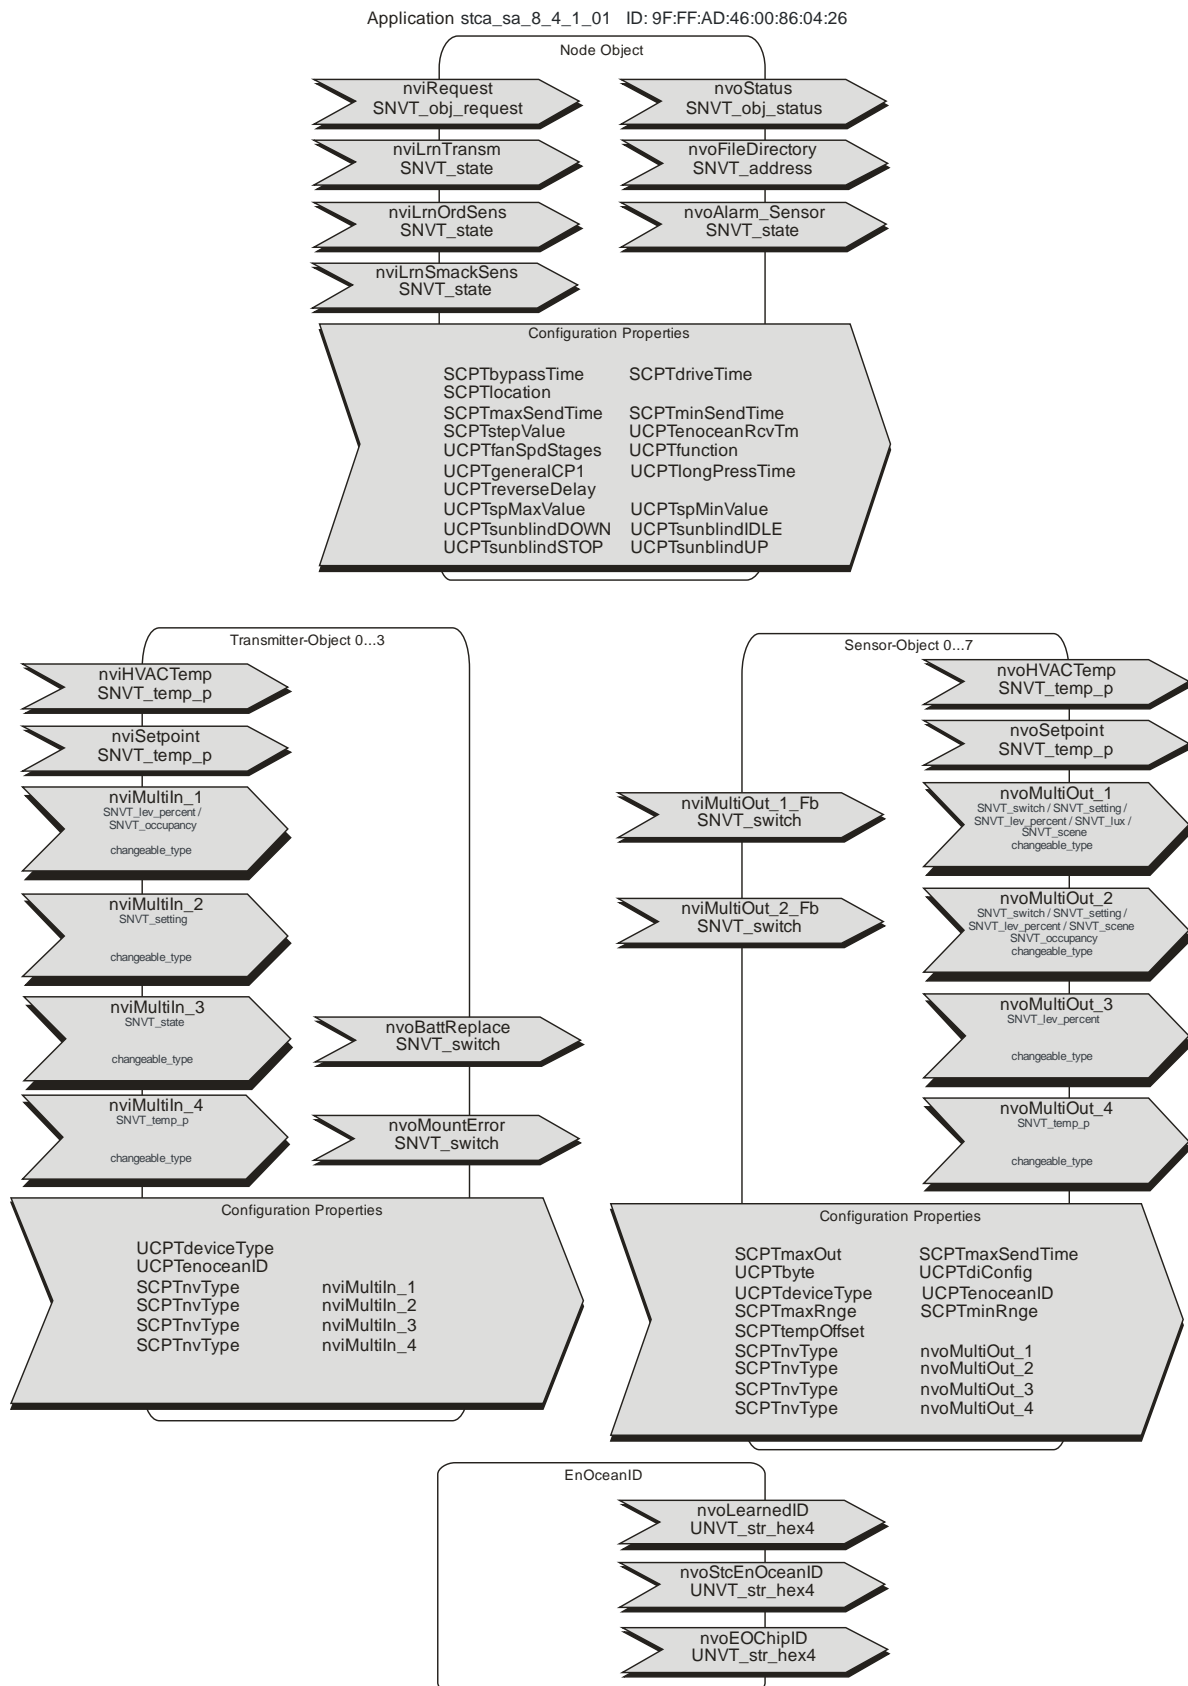 Application stca_sa_8_4_1_01   ID: 9F:FF:AD:46:00:86:04:26
Node Object
nviRequest
SNVT_obj_request
nvoStatus
SNVT_obj_status
nviLrnTransm
SNVT_state
nvoFileDirectory
SNVT_address
nviLrnOrdSens
SNVT_state
nvoAlarm_Sensor
SNVT_state
nviLrnSmackSens
SNVT_state
Configuration Properties
SCPTbypassTime SCPTdriveTime
SCPTlocation
SCPTmaxSendTime SCPTminSendTime
SCPTstepValue UCPTenoceanRcvTm
UCPTfanSpdStages UCPTfunction
UCPTgeneralCP1 UCPTlongPressTime
UCPTreverseDelay
UCPTspMaxValue UCPTspMinValue
UCPTsunblindDOWN UCPTsunblindIDLE
UCPTsunblindSTOP UCPTsunblindUP
Transmitter-Object 0...3
nviHVACTemp
SNVT_temp_p
nviSetpoint
SNVT_temp_p
nviMultiIn_1
SNVT_lev_percent /
SNVT_occupancy
changeable_type
nviMultiIn_2
SNVT_setting
changeable_type
nviMultiIn_3
SNVT_state
changeable_type
nvoBattReplace
SNVT_switch
nviMultiIn_4
SNVT_temp_p
changeable_type
nvoMountError
SNVT_switch
Configuration Properties
UCPTdeviceType
UCPTenoceanID
SCPTnvType nviMultiIn_1
SCPTnvType nviMultiIn_2
SCPTnvType nviMultiIn_3
SCPTnvType nviMultiIn_4
Sensor-Object 0...7
nvoHVACTemp
SNVT_temp_p
nvoSetpoint
SNVT_temp_p
nviMultiOut_1_Fb
SNVT_switch
nvoMultiOut_1
SNVT_switch / SNVT_setting /
SNVT_lev_percent / SNVT_lux /
SNVT_scene
changeable_type
nviMultiOut_2_Fb
SNVT_switch
nvoMultiOut_2
SNVT_switch / SNVT_setting /
SNVT_lev_percent / SNVT_scene
SNVT_occupancy
changeable_type
nvoMultiOut_3
SNVT_lev_percent
changeable_type
nvoMultiOut_4
SNVT_temp_p
changeable_type
Configuration Properties
SCPTmaxOut SCPTmaxSendTime
UCPTbyte UCPTdiConfig
UCPTdeviceType UCPTenoceanID
SCPTmaxRnge SCPTminRnge
SCPTtempOffset
SCPTnvType nvoMultiOut_1
SCPTnvType nvoMultiOut_2
SCPTnvType nvoMultiOut_3
SCPTnvType nvoMultiOut_4
EnOceanID
nvoLearnedID
UNVT_str_hex4
nvoStcEnOceanID
UNVT_str_hex4
nvoEOChipID
UNVT_str_hex4